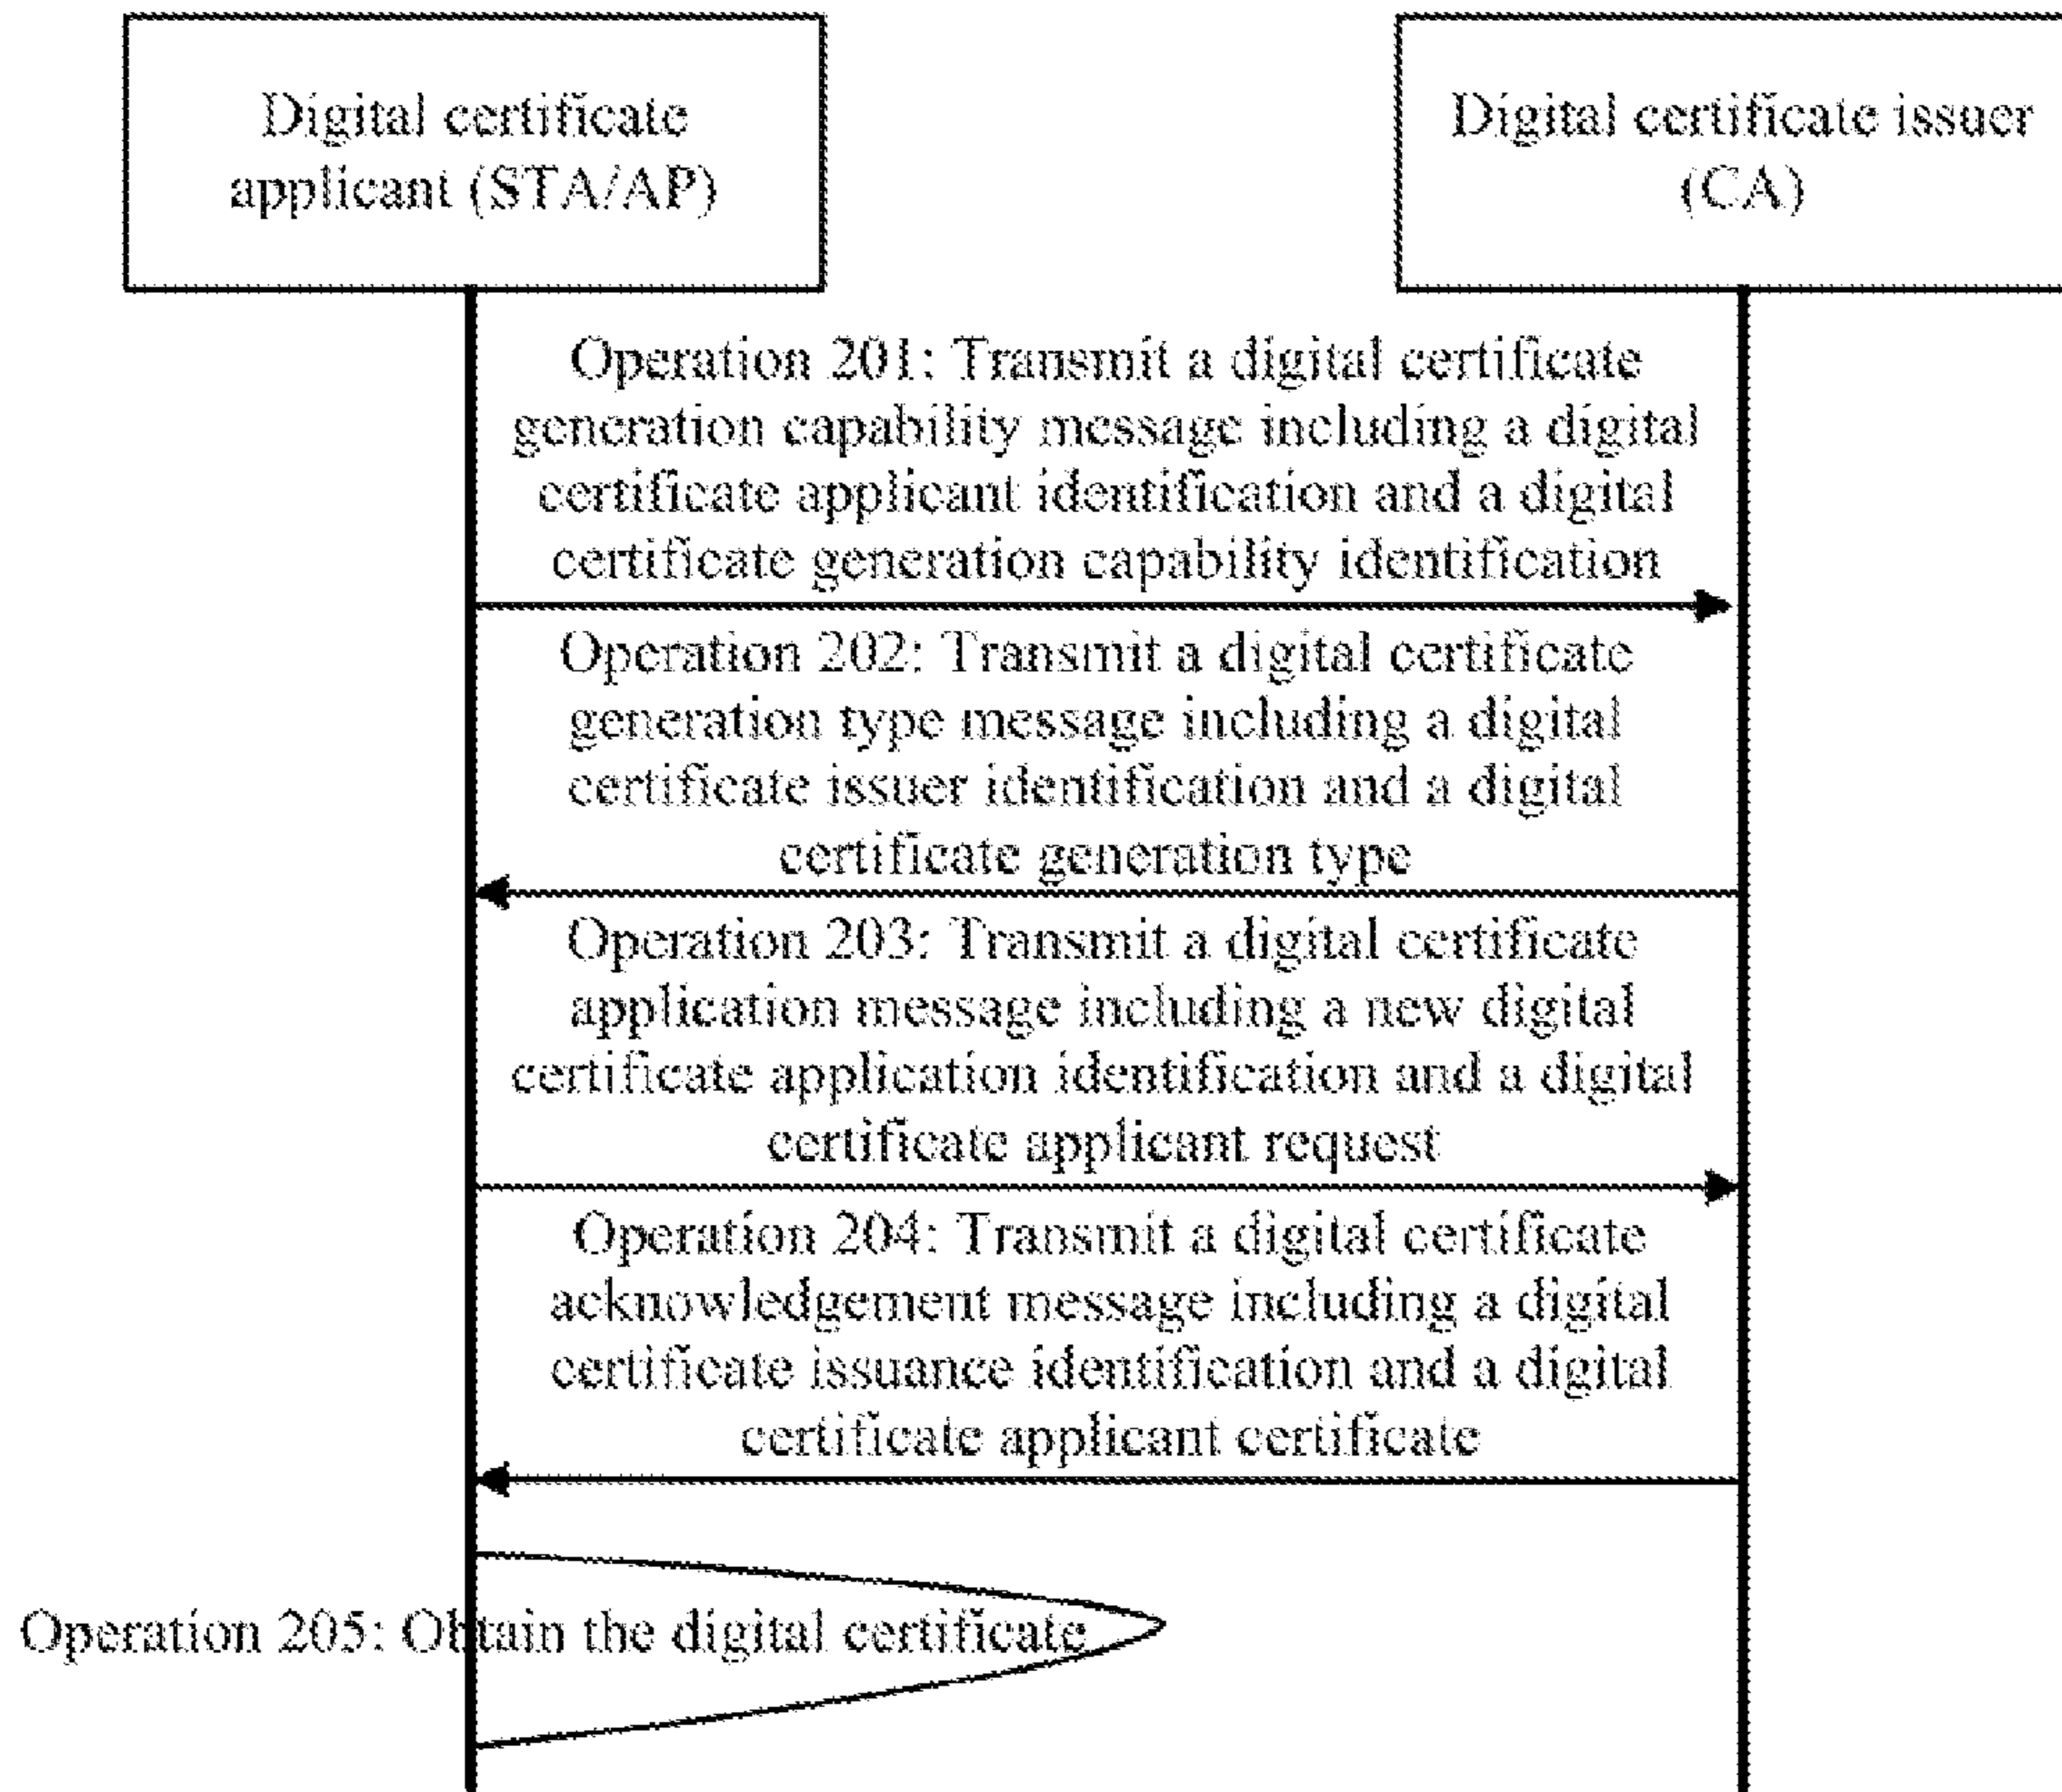 Digital certificate
applicant (STA/AP)
Digital certificate issuer
(CA)
Operation 201: Transmit a digital certificate
generation capability message including a digital
certificate applicant identification and a digital
certificate generation capability identification
Operation 202: Transmit a digital certificate
generation type message including a digital
certificate issuer identification and a digital
certificate generation type
Operation 203: Transmit a digital certificate
application message including a new digital
certificate application identification and a digital
certificate applicant request
Operation 204: Transmit a digital certificate
acknowledgement message including a digital
certificate issuance identification and a digital
certificate applicant certificate
Operation 205: Obtain the digital certificate